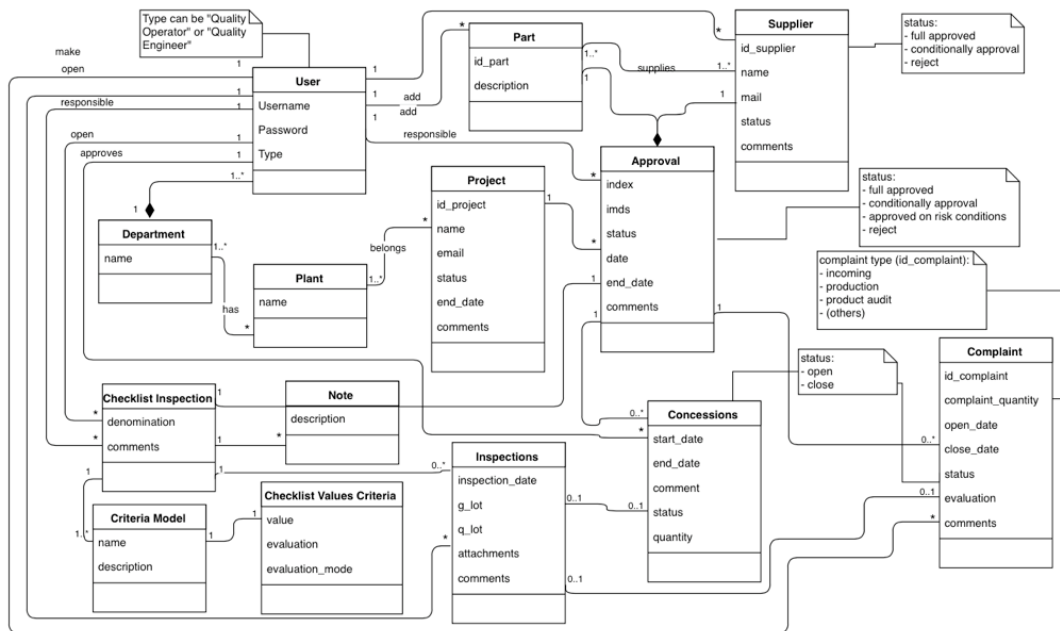 Type can be "Quality
Operator" or "Quality
Engineer"
make
open
responsible
open
approves
1
1
1
1
1
1..*
User
Username
Password
Type
1
1
1
add
add
responsible
*
*
Part
id_part
description
1..*
1
supplies
*
1..*
1
Supplier
id_supplier
name
mail
status
comments
status:
- full approved
- conditionally approval
- reject
1
Department
name
1..*
has
*
Plant
name
1..*
belongs
*
Project
id_project
name
email
status
end_date
comments
1
*
*
1
1
1
Approval
index
imds
status
date
end_date
comments
status:
- full approved
- conditionally approval
- approved on risk conditions
- reject
complaint type (id_complaint):
- incoming
- production
- product audit
- (others)
status:
- open
- close
Complaint
id_complaint
complaint_quantity
open_date
close_date
status
evaluation
comments
0..*
0..1
*
Checklist Inspection
denomination
comments
*
*
1
1
1
1
Note
description
*
0..*
*
Concessions
start_date
end_date
comment
status
quantity
0..1
Inspections
inspection_date
g_lot
q_lot
attachments
comments
0..*
*
0..1
0..1
1..*
Criteria Model
name
description
1
1
Checklist Values Criteria
value
evaluation
evaluation_mode